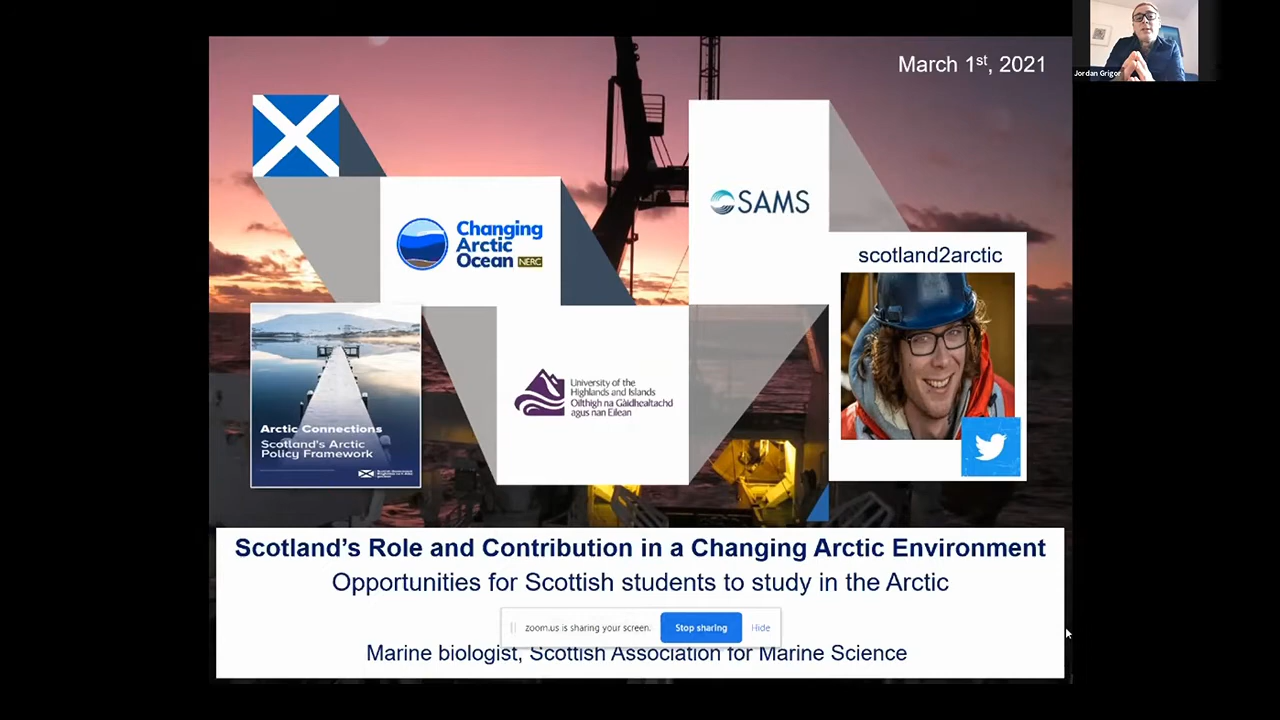 March 1st, 2021
Jordan Grigor
SAMS
Changing
Arctic
Ocean NERC
scotland2arctic
University of the
Highlands and Islands
Oilthigh na Gàidhealtachd
agus nan Eilean
Arctic Connections
Scotland's Arctic
Policy Framework
Scotland's Role and Contribution in a Changing Arctic Environment
Opportunities for Scottish students to study in the Arctic
zoom.us is sharing your screen.
Stop sharing
Hide
Marine biologist, Scottish Association for Marine Science